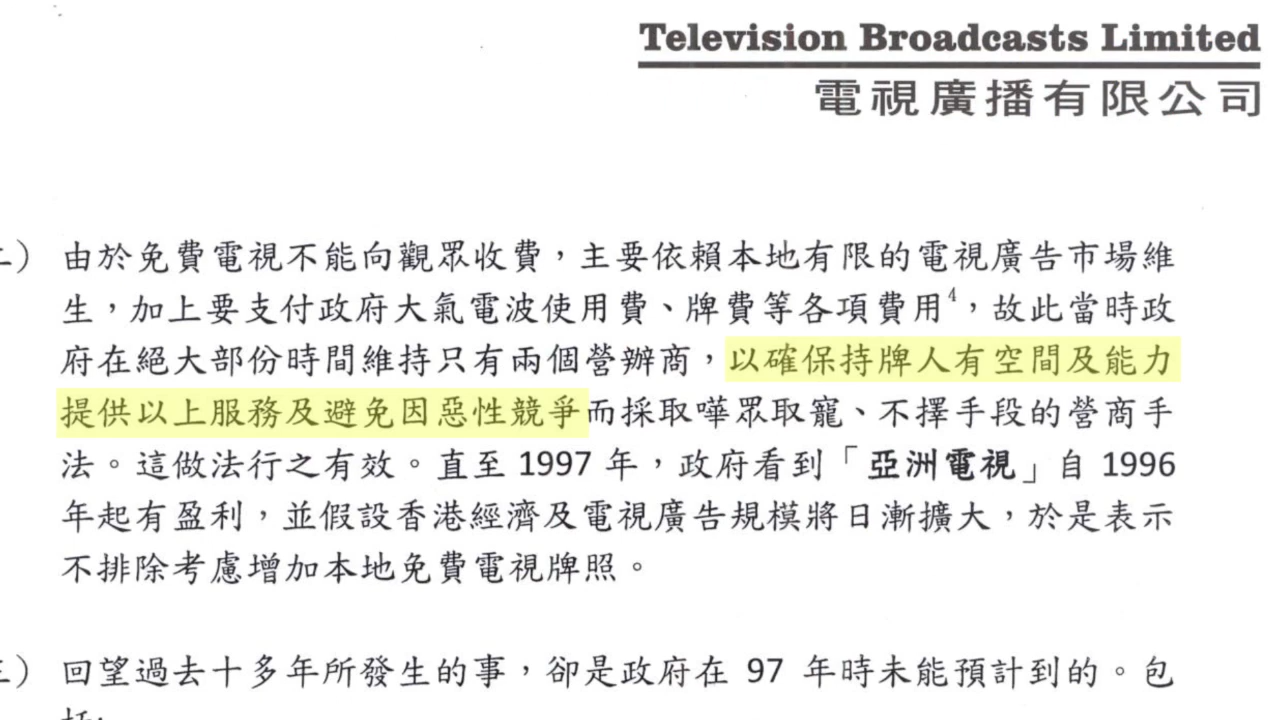 Television Broadcasts Limited
電視廣播有限公司
二) 由於免費電視不能向觀眾收費，主要依賴本地有限的電視廣告市場維
生，加上要支付政府大氣電波使用費、牌費等各項費用4，故此當時政
府在絕大部份時間維持只有兩個營辦商，以確保持牌人有空間及能力
提供以上服務及避免因惡性競爭而採取嘩眾取寵、不擇手段的營商手
法。這做法行之有效。直至 1997 年，政府看到「亞洲電視」自 1996
年起有盈利，並假設香港經濟及電視廣告規模將日漸擴大，於是表示
不排除考慮增加本地免費電視牌照。
三) 回望過去十多年所發生的事，卻是政府在 97 年時未能預計到的。包
括: